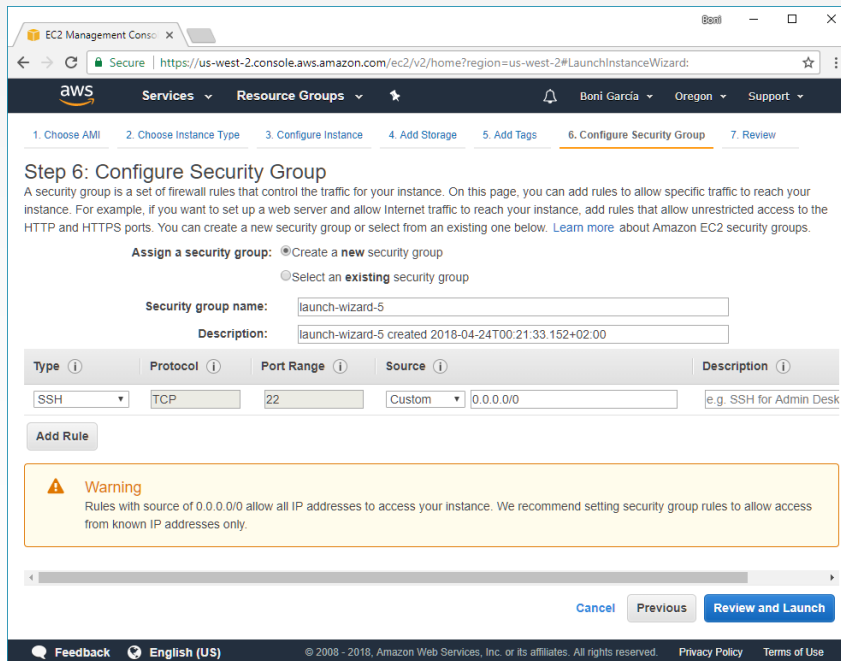 Boni
EC2 Management Conso
Secure | https://us-west-2.console.aws.amazon.com/ec2/v2/home?region=us-west-2#LaunchInstanceWizard:
aws Services Resource Groups Boni García Oregon Support
1. Choose AMI 2. Choose Instance Type 3. Configure Instance 4. Add Storage 5. Add Tags 6. Configure Security Group 7. Review
Step 6: Configure Security Group
A security group is a set of firewall rules that control the traffic for your instance. On this page, you can add rules to allow specific traffic to reach your
instance. For example, if you want to set up a web server and allow Internet traffic to reach your instance, add rules that allow unrestricted access to the
HTTP and HTTPS ports. You can create a new security group or select from an existing one below. Learn more about Amazon EC2 security groups.
Assign a security group: Create a new security group
Select an existing security group
Security group name: launch-wizard-5
Description: launch-wizard-5 created 2018-04-24T00:21:33.152+02:00
Type i Protocol i Port Range i Source i Description i
SSH TCP 22 Custom 0.0.0.0/0 e.g. SSH for Admin Desk
Add Rule
Warning
Rules with source of 0.0.0.0/0 allow all IP addresses to access your instance. We recommend setting security group rules to allow access
from known IP addresses only.
Cancel Previous Review and Launch
Feedback English (US) © 2008 - 2018, Amazon Web Services, Inc. or its affiliates. All rights reserved. Privacy Policy Terms of Use